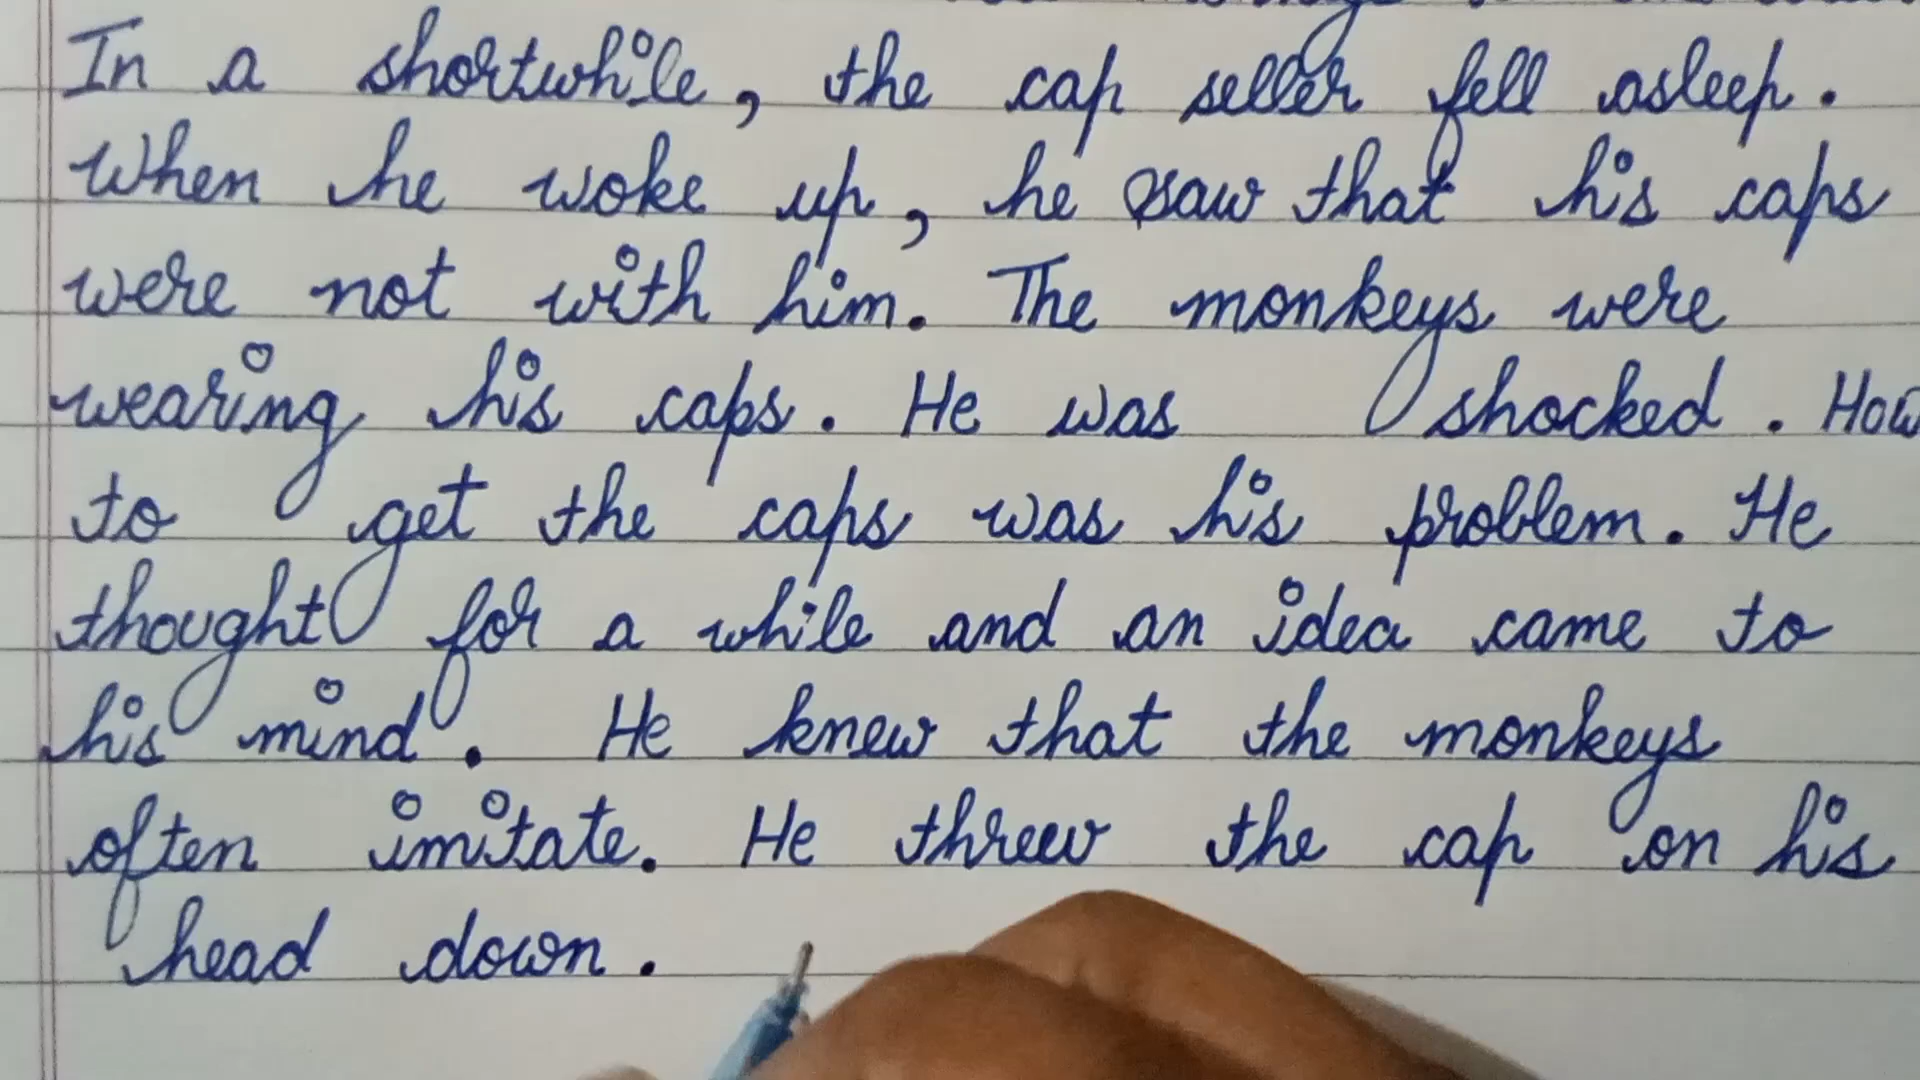 In a shortwhile, the cap seller fell asleep.
When he woke up, he saw that his caps
were not with him. The monkeys were
wearing his caps. He was shocked. How
to get the caps was his problem. He
thought for a while and an idea came to
his mind. He knew that the monkeys
often imitate. He threw the cap on his
head down.